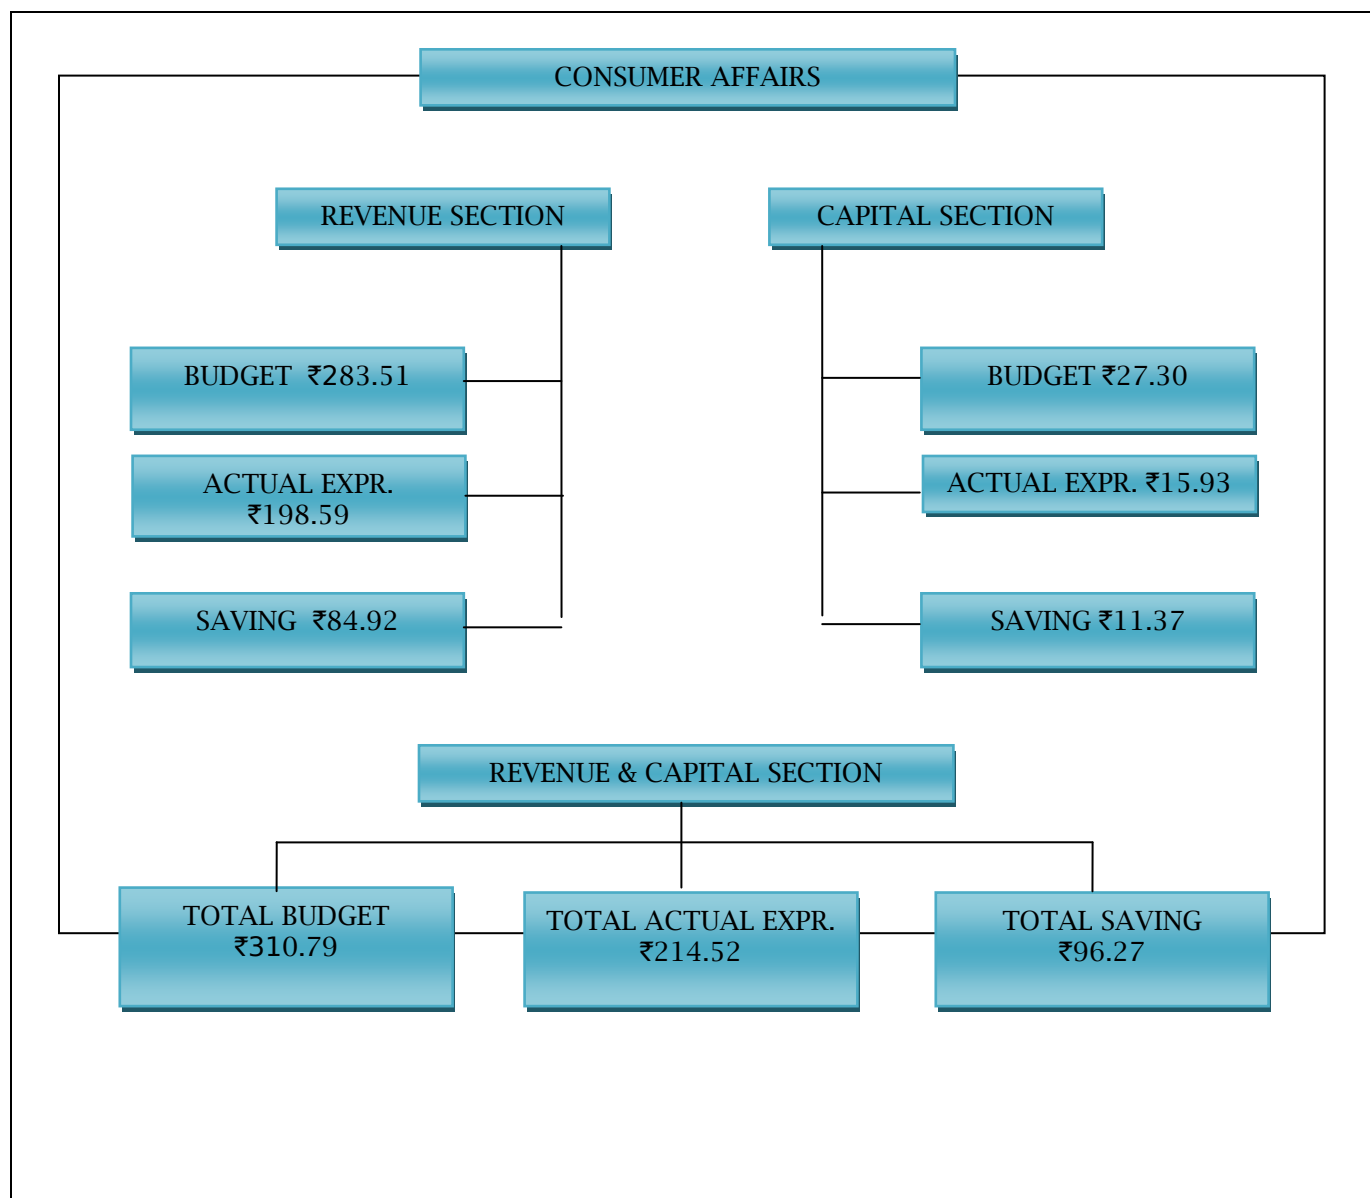 CONSUMER AFFAIRS
REVENUE SECTION
CAPITAL SECTION
BUDGET ₹283.51
BUDGET ₹27.30
ACTUAL EXPR.
₹198.59
ACTUAL EXPR. ₹15.93
SAVING ₹84.92
SAVING ₹11.37
REVENUE & CAPITAL SECTION
TOTAL BUDGET
₹310.79
TOTAL ACTUAL EXPR.
₹214.52
TOTAL SAVING
₹96.27